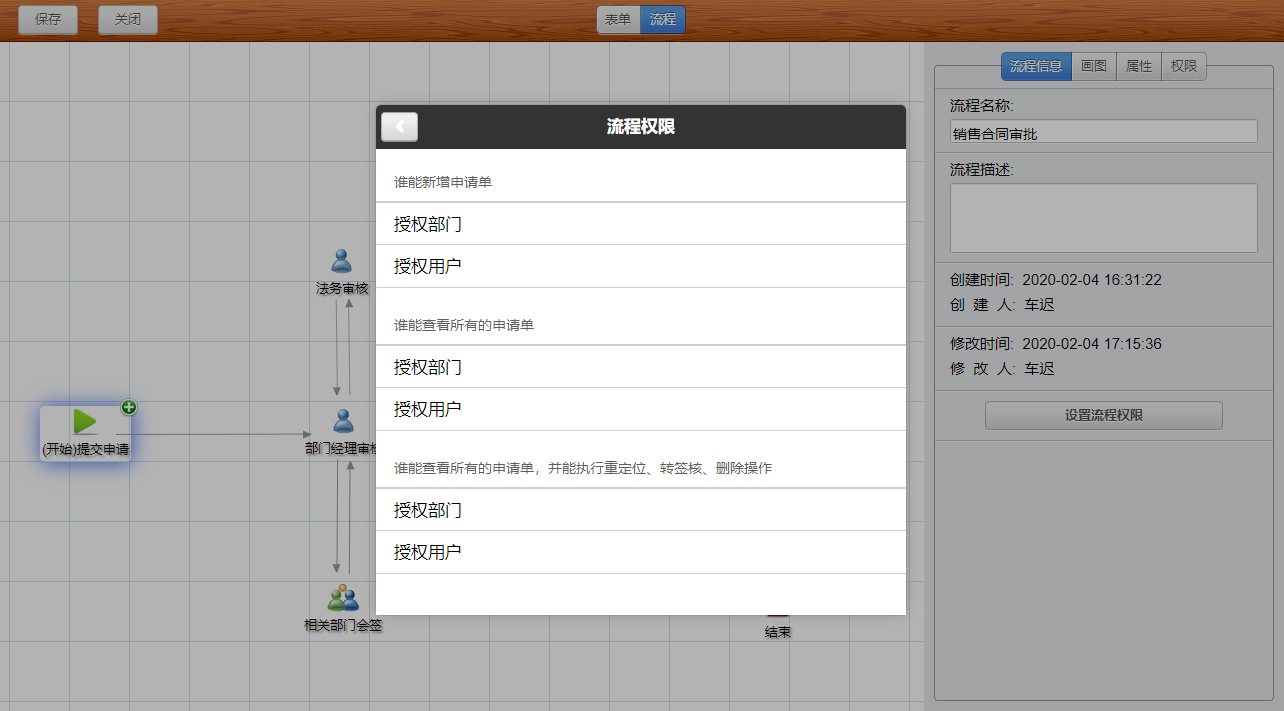 保存
关闭
表单
流程
流程信息
画图
属性
权限
流程名称:
销售合同审批
流程描述:
创建时间: 2020-02-04 16:31:22
创 建 人: 车迟
修改时间: 2020-02-04 17:15:36
修 改 人: 车迟
设置流程权限
流程权限
谁能新增申请单
授权部门
授权用户
谁能查看所有的申请单
授权部门
授权用户
谁能查看所有的申请单，并能执行重定位、转签核、删除操作
授权部门
授权用户
法务审核
(开始)提交申请
部门经理审核
相关部门会签
结束